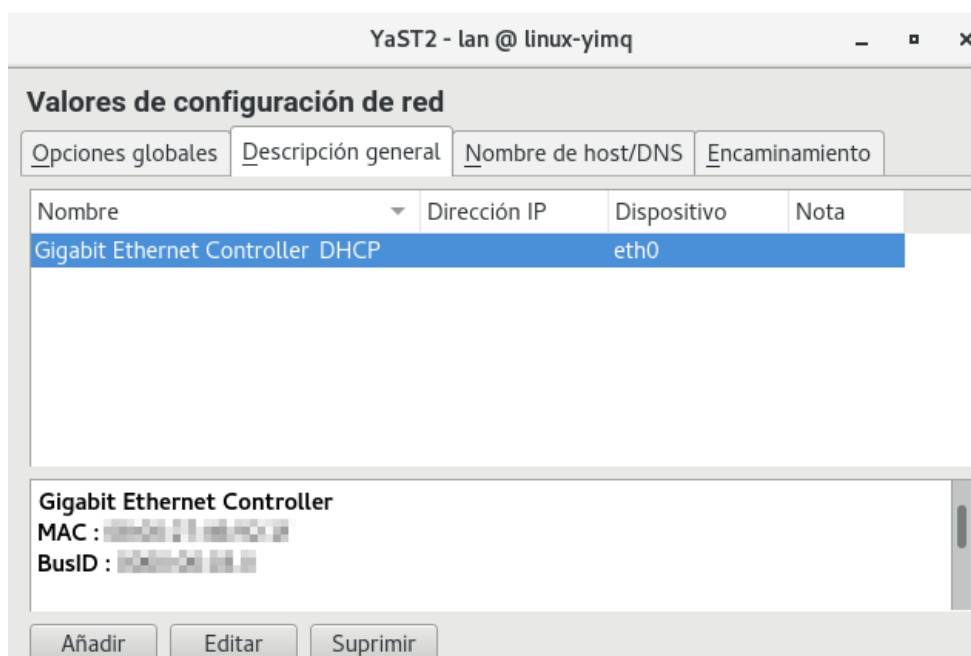 YaST2 - lan @ linux-yimq
Valores de configuración de red
Opciones globales Descripción general Nombre de host/DNS Encaminamiento
Nombre Dirección IP Dispositivo Nota
Gigabit Ethernet Controller DHCP eth0
Gigabit Ethernet Controller
MAC :
BusID :
Añadir Editar Suprimir